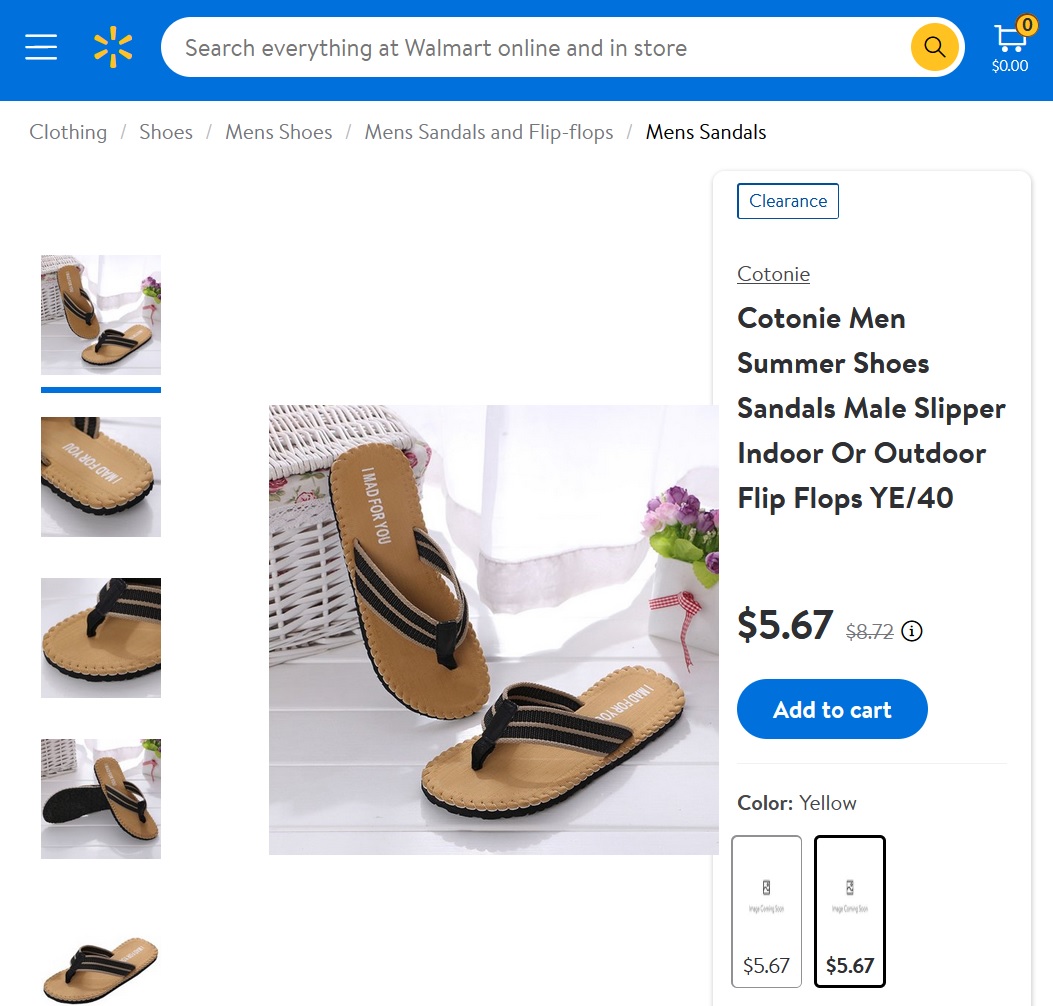 Search everything at Walmart online and in store
0
$0.00
Clothing / Shoes / Mens Shoes / Mens Sandals and Flip-flops / Mens Sandals
Clearance
Cotonie
Cotonie Men
Summer Shoes
Sandals Male Slipper
Indoor Or Outdoor
Flip Flops YE/40
$5.67 $8.72
Add to cart
Color: Yellow
Image Coming Soon
Image Coming Soon
$5.67
$5.67
I MAD FOR YOU
I MAD FOR YOU
I MAD FOR YOU